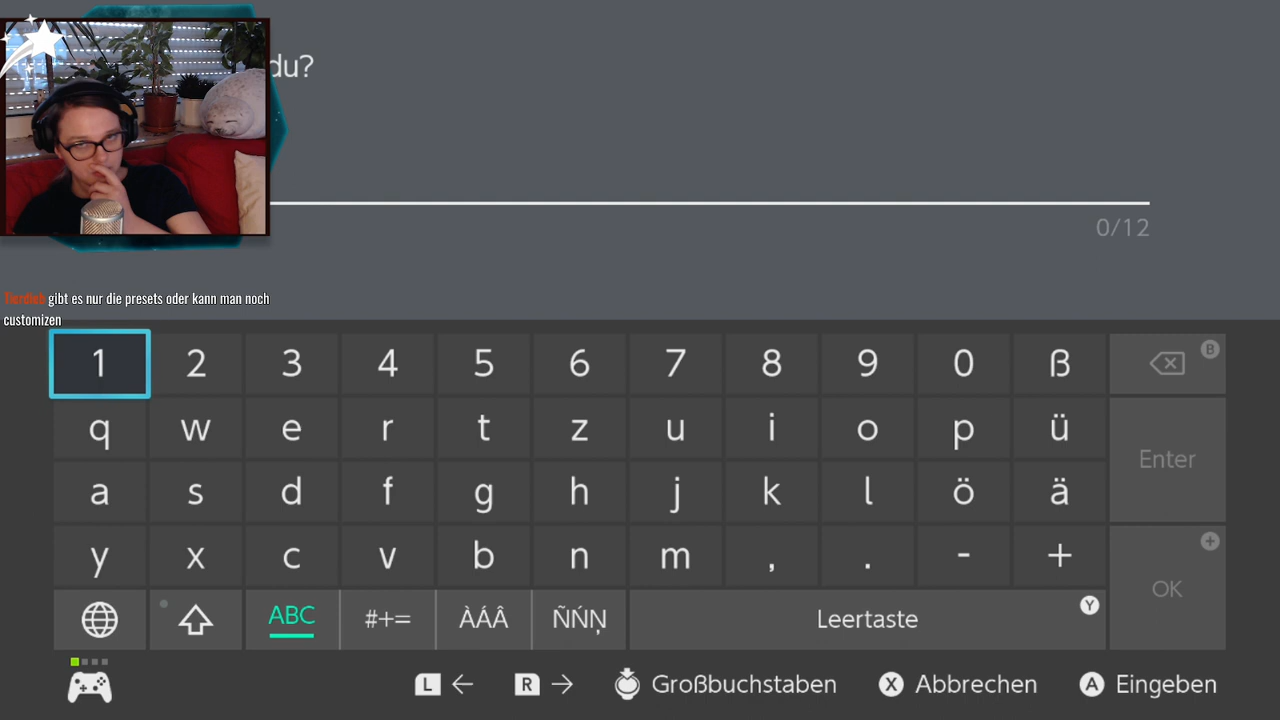 du?
0/12
Tierdieb gibt es nur die presets oder kann man noch
customizen
1 2 3 4 5 6 7 8 9 0 ß B
q w e r t z u i o p ü
Enter
a s d f g h j k l ö ä
y x c v b n m , . - +
OK
ABC #+= ÀÁÂ ÑŃŅ Leertaste Y
L ← R → Großbuchstaben X Abbrechen A Eingeben